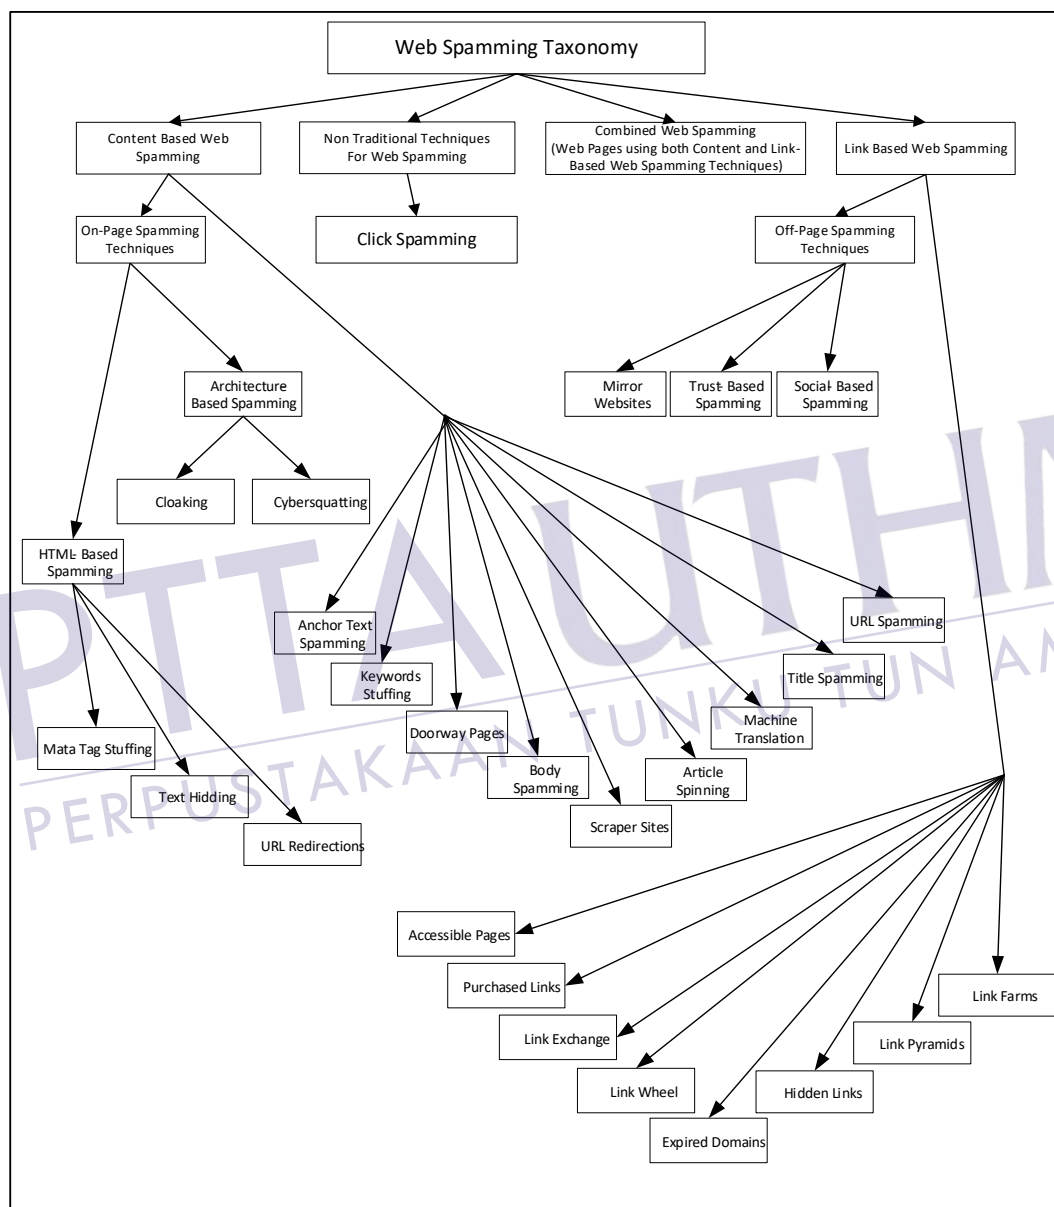 Web Spamming Taxonomy
Content Based Web
Spamming
Non Traditional Techniques
For Web Spamming
Combined Web Spamming
(Web Pages using both Content and Link-
Based Web Spamming Techniques)
Link Based Web Spamming
On-Page Spamming
Techniques
Click Spamming
Off-Page Spamming
Techniques
Architecture
Based Spamming
Mirror
Websites
Trust- Based
Spamming
Social- Based
Spamming
Cloaking
Cybersquatting
HTML- Based
Spamming
Anchor Text
Spamming
URL Spamming
Keywords
Stuffing
Title Spamming
Doorway Pages
Machine
Translation
Mata Tag Stuffing
Body
Spamming
Article
Spinning
Text Hidding
Scraper Sites
URL Redirections
Accessible Pages
Purchased Links
Link Farms
Link Exchange
Link Pyramids
Link Wheel
Hidden Links
Expired Domains
PTTA UTHM
PERPUSTAKAAN TUNKU TUN AM